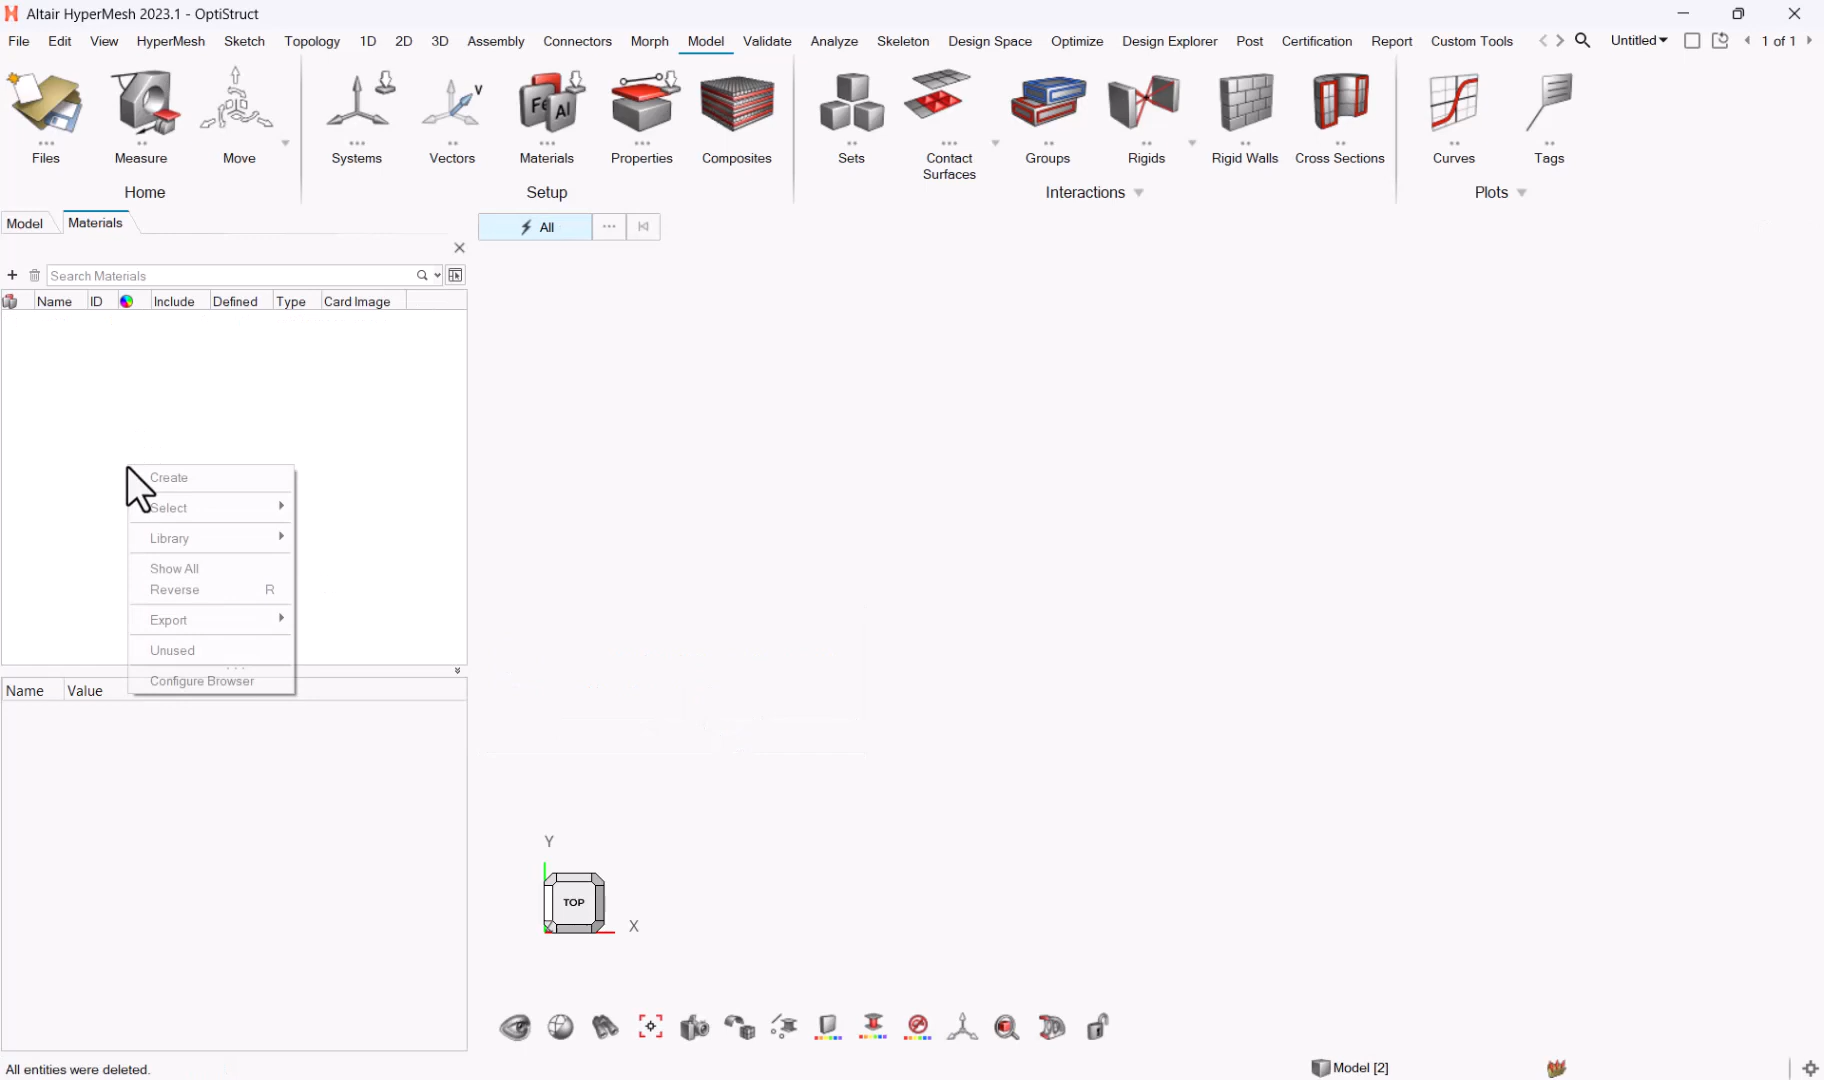 Altair HyperMesh 2023.1 - OptiStruct
File Edit View HyperMesh Sketch Topology 1D 2D 3D Assembly Connectors Morph Model Validate Analyze Skeleton Design Space Optimize Design Explorer Post Certification Report Custom Tools Untitled 1 of 1
Fe Al V
Files Measure Move Systems Vectors Materials Properties Composites Sets Contact Surfaces Groups Rigids Rigid Walls Cross Sections Curves Tags
Home Setup Interactions Plots
Model Materials
All
Search Materials
Name ID Include Defined Type Card Image
Create
Select
Library
Show All
Reverse R
Export
Unused
Configure Browser
Name Value
Y
TOP
X
All entities were deleted.
Model [2]